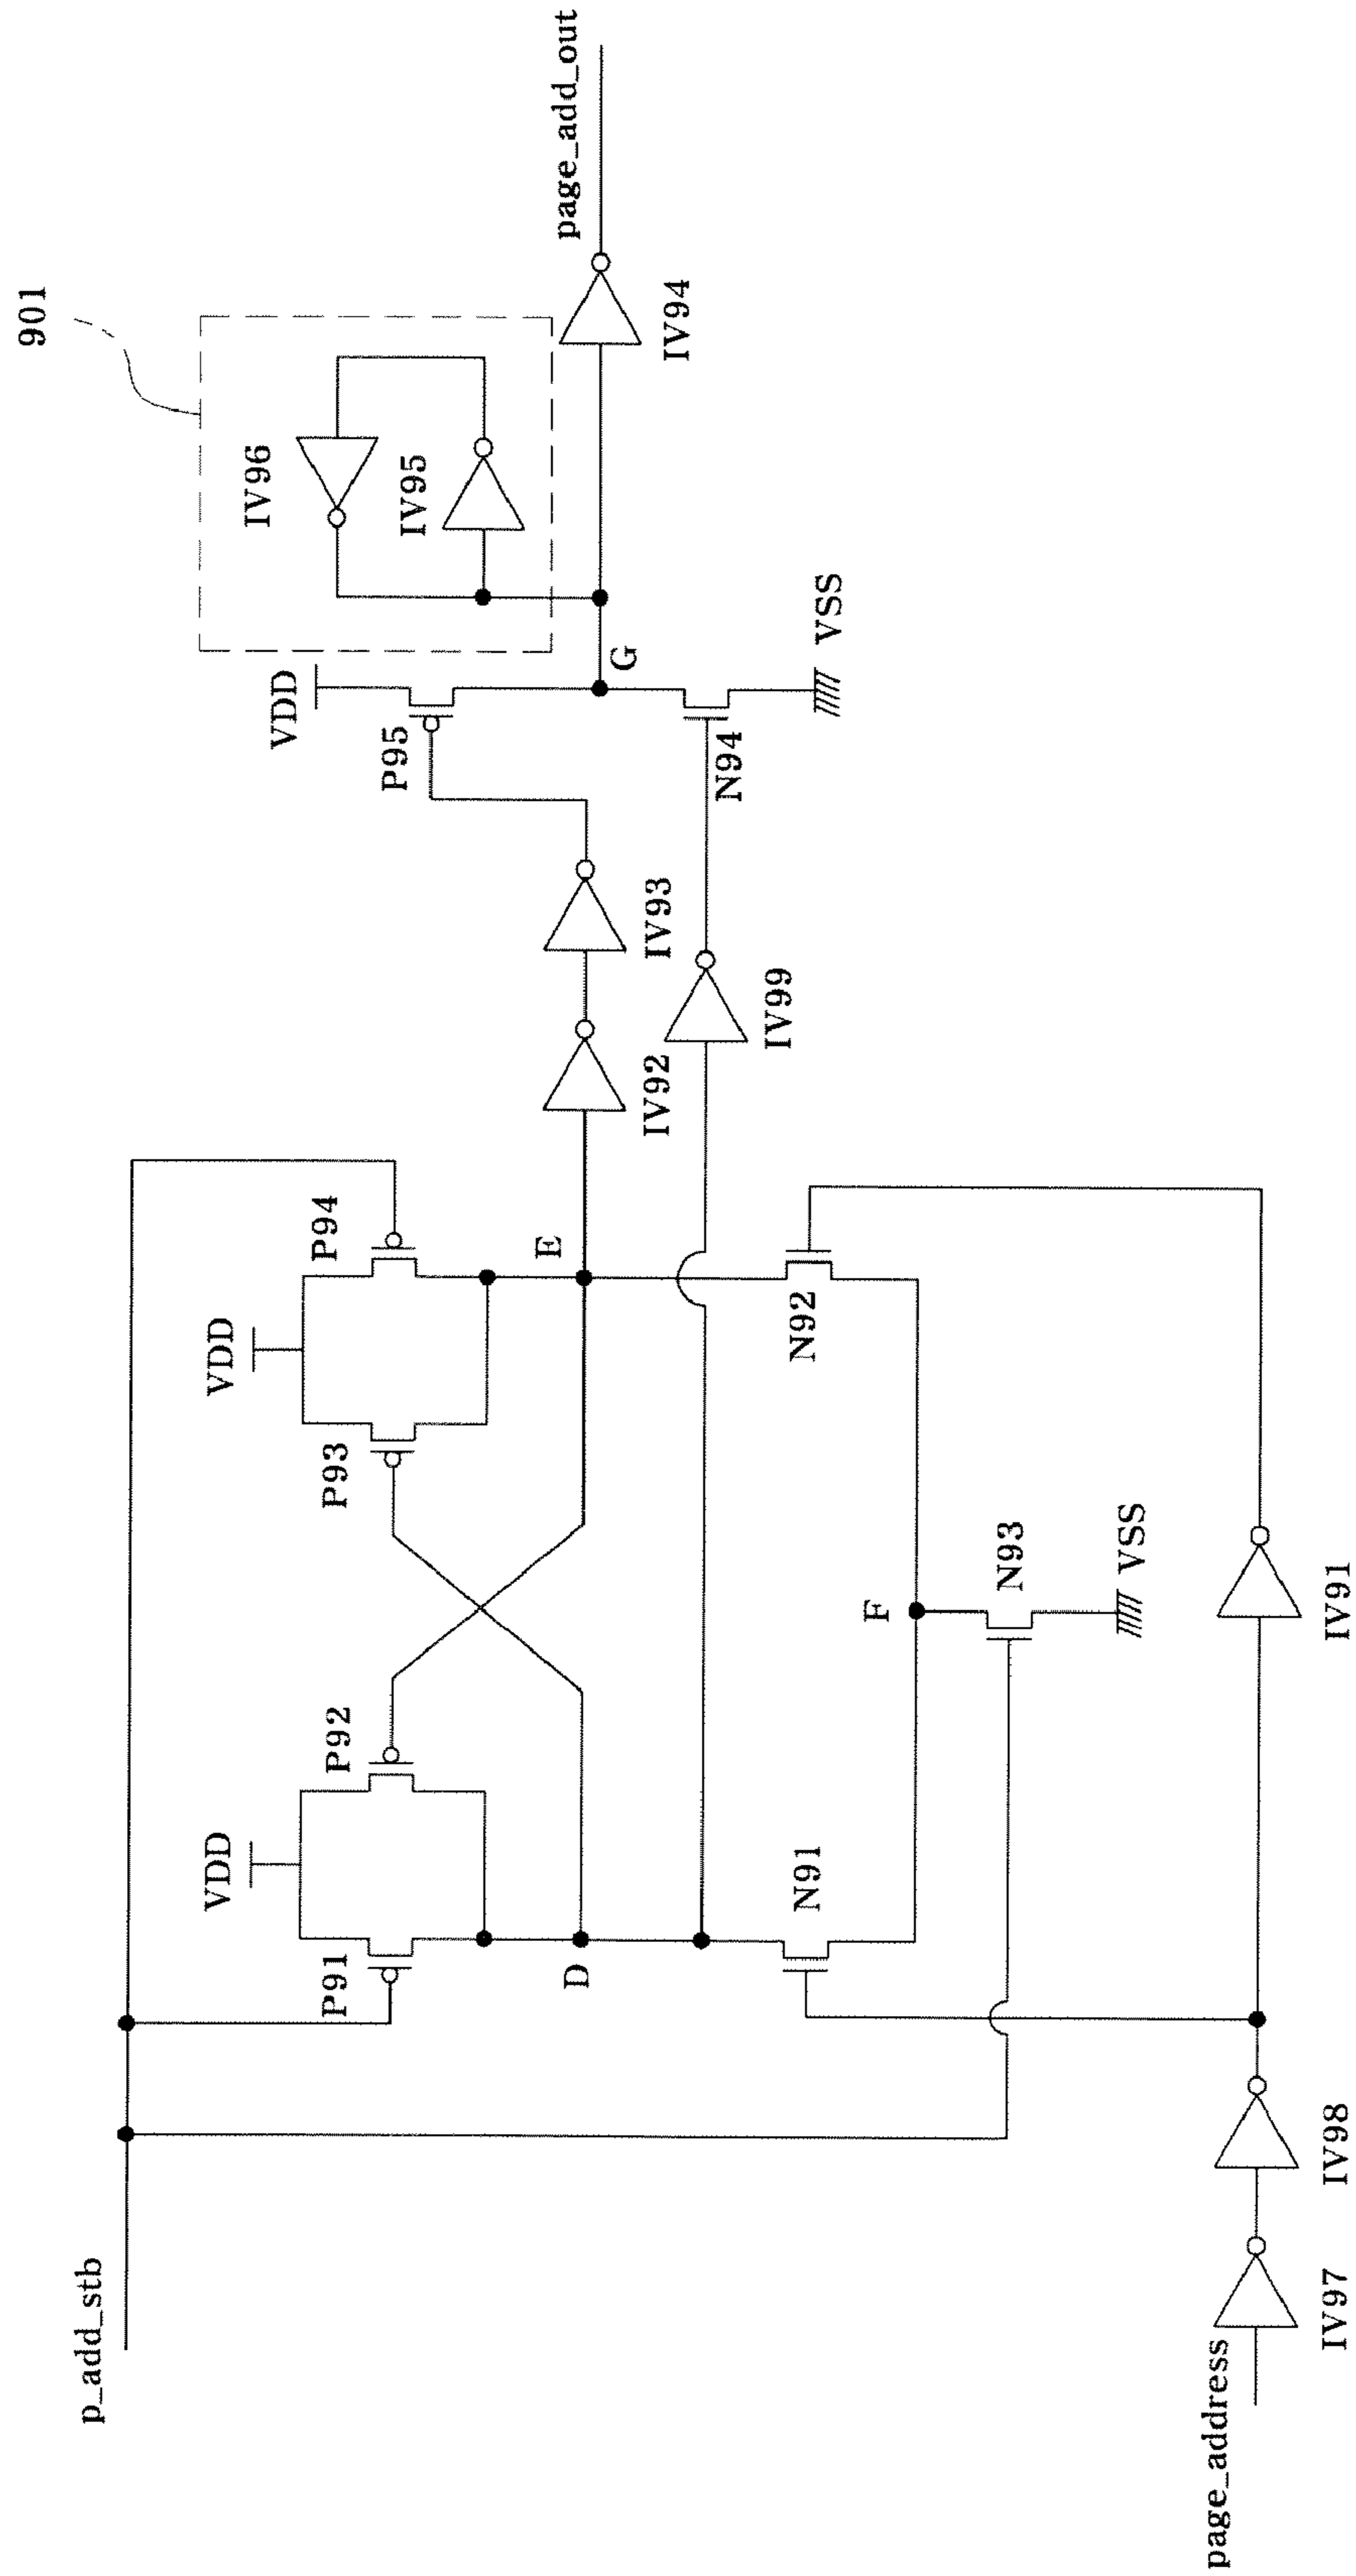 901
page_add_out
IV96
IV95
IV94
VDD
P95
G
N94
VSS
IV93
IV99
IV92
P94
VDD
P93
E
N92
P92
VDD
P91
D
N91
F
N93
VSS
IV91
p_add_stb
IV98
IV97
page_address